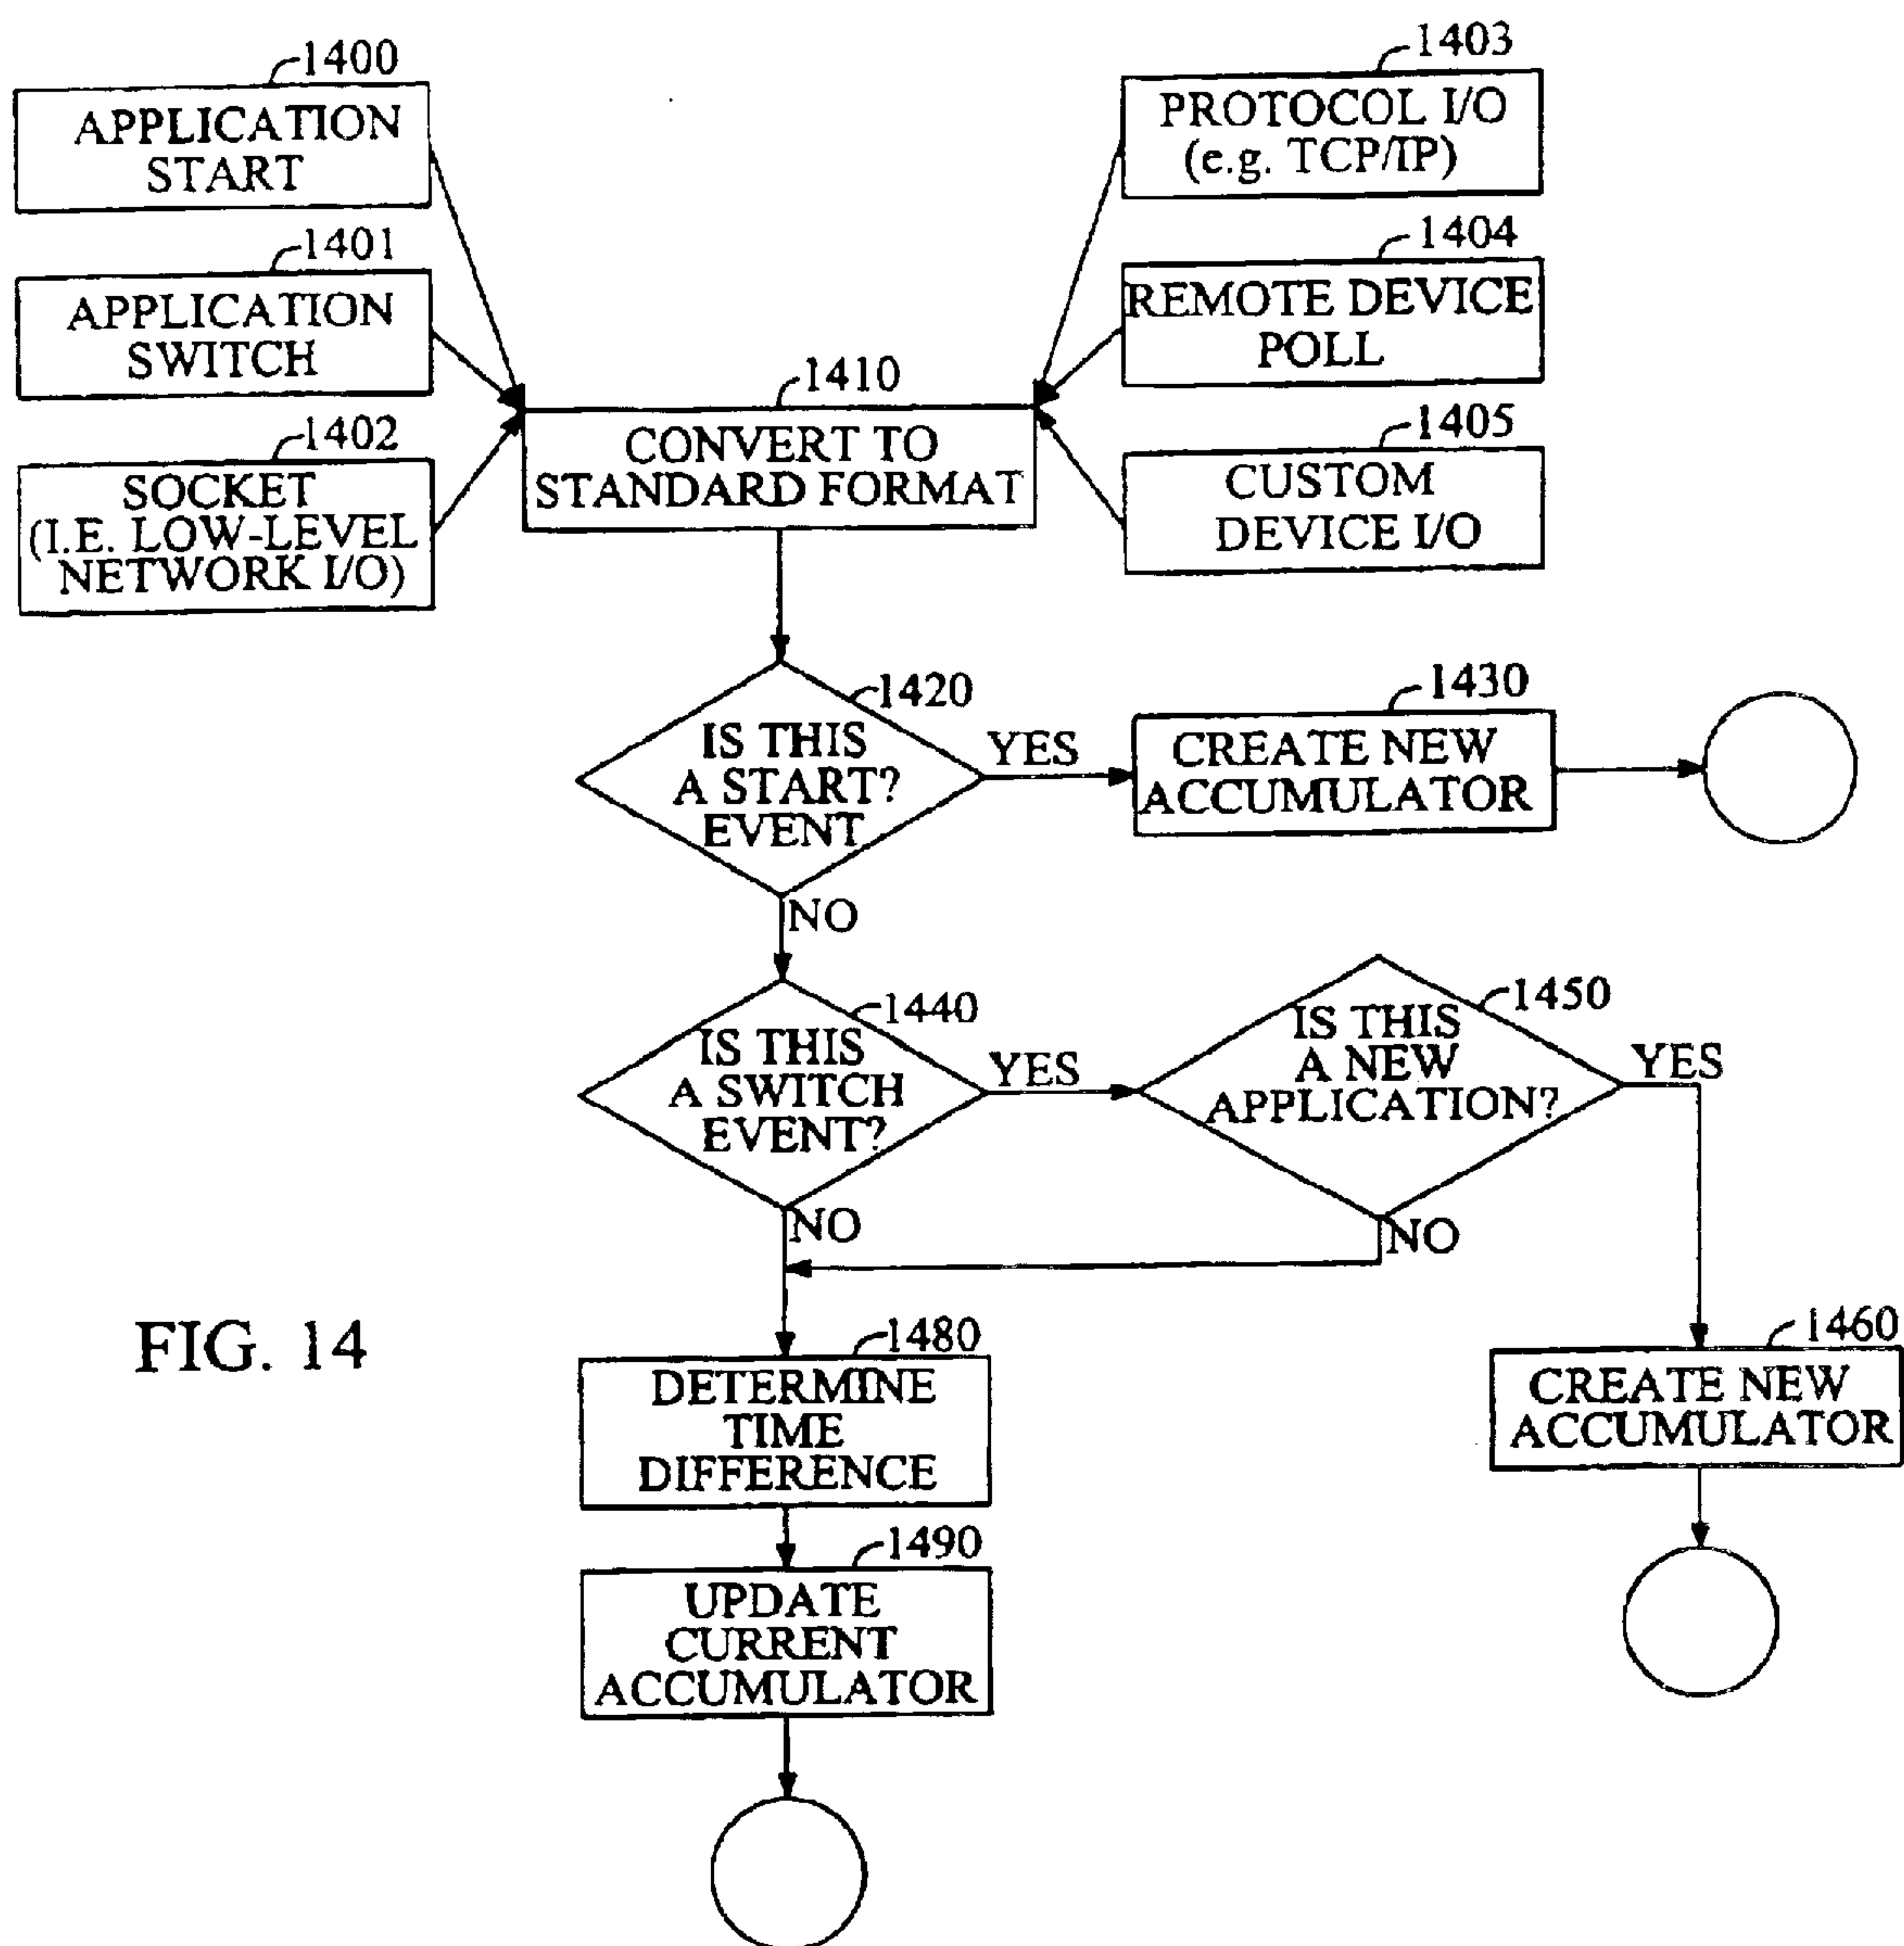 1400
APPLICATION
START
1401
APPLICATION
SWITCH
1402
SOCKET
(I.E. LOW-LEVEL
NETWORK I/O)
1403
PROTOCOL I/O
(e.g. TCP/IP)
1404
REMOTE DEVICE
POLL
1405
CUSTOM
DEVICE I/O
1410
CONVERT TO
STANDARD FORMAT
1420
IS THIS
A START?
EVENT
YES
1430
CREATE NEW
ACCUMULATOR
NO
1440
IS THIS
A SWITCH
EVENT?
YES
1450
IS THIS
A NEW
APPLICATION?
YES
NO
NO
FIG. 14
1480
DETERMINE
TIME
DIFFERENCE
1460
CREATE NEW
ACCUMULATOR
1490
UPDATE
CURRENT
ACCUMULATOR